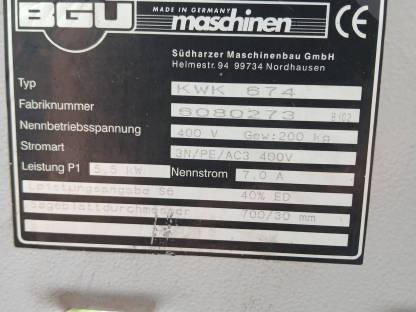 BGU MADE IN GERMANY
maschinen CE
Südharzer Maschinenbau GmbH
Helmestr. 94 99734 Nordhausen
Typ KWK 674
Fabriknummer 6080273
Nennbetriebsspannung 400 V Gew:200 kg
Stromart 3N/PE/AC3 400V
Leistung P1 5,5 kW Nennstrom 7,0 A
Leistungsangabe S6 40% ED
Sägeblattdurchmesser 700/30 mm